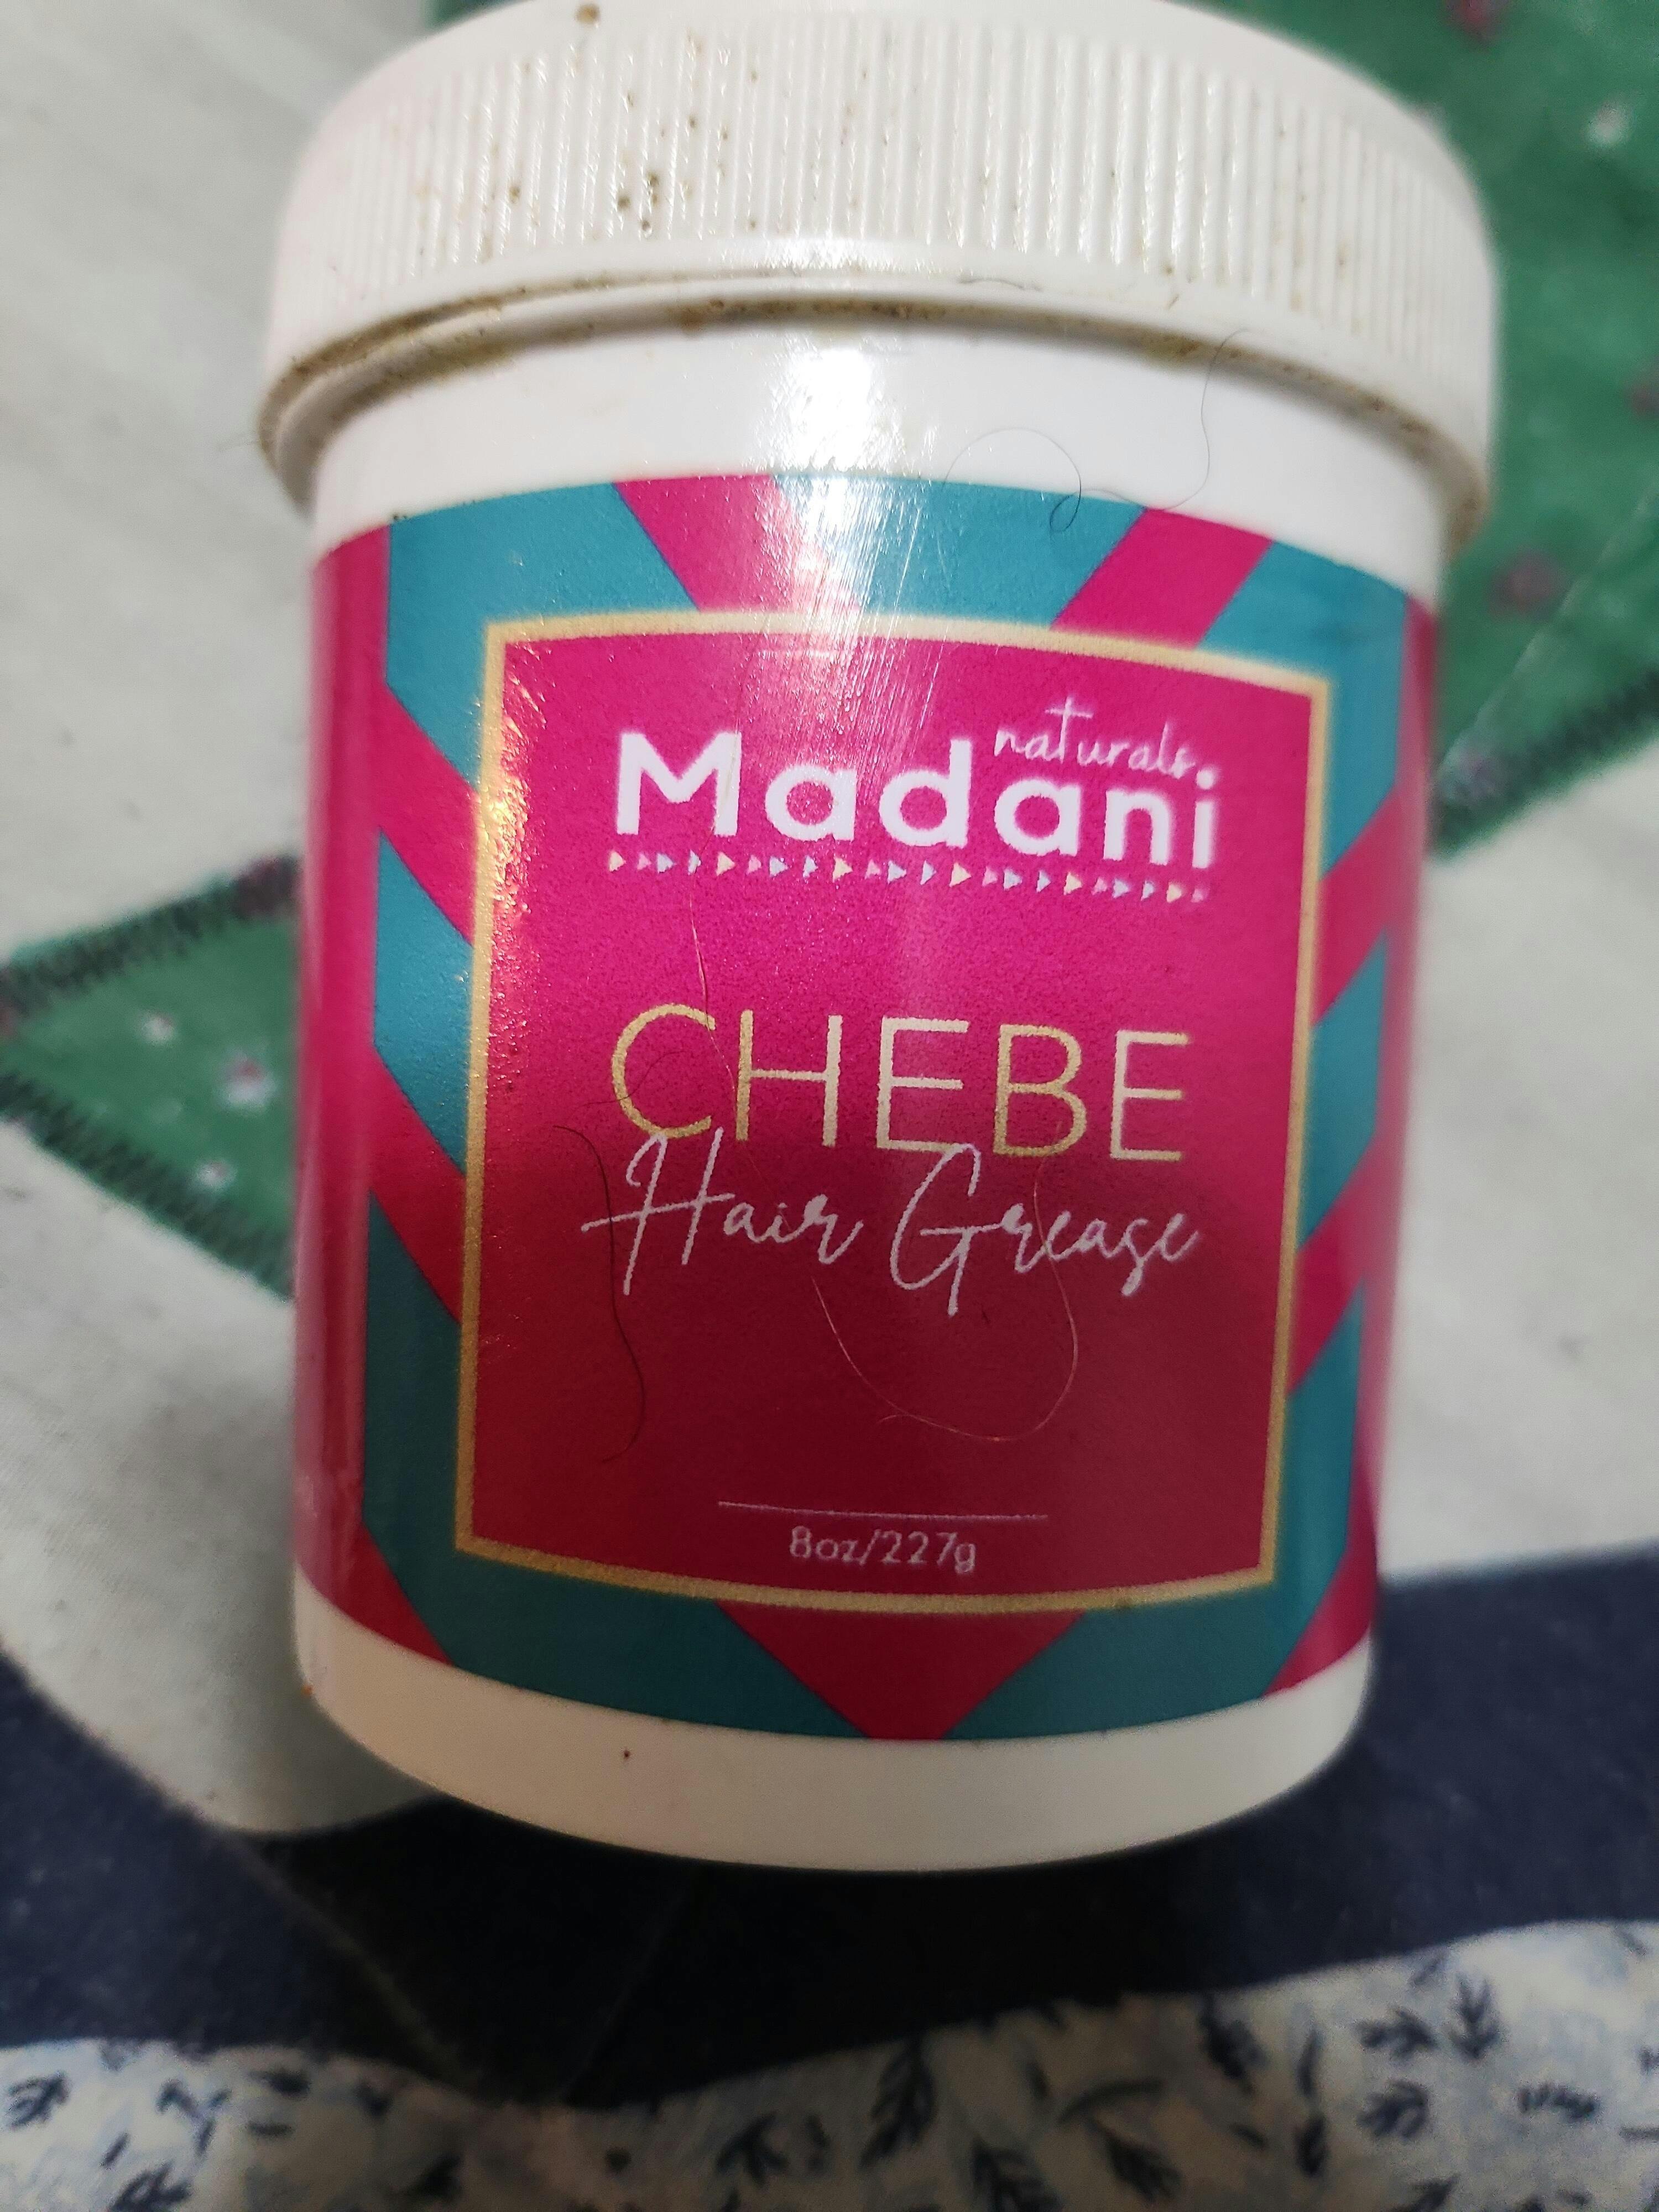 naturals
Madani
CHEBE
Hair Grease
8oz/227g